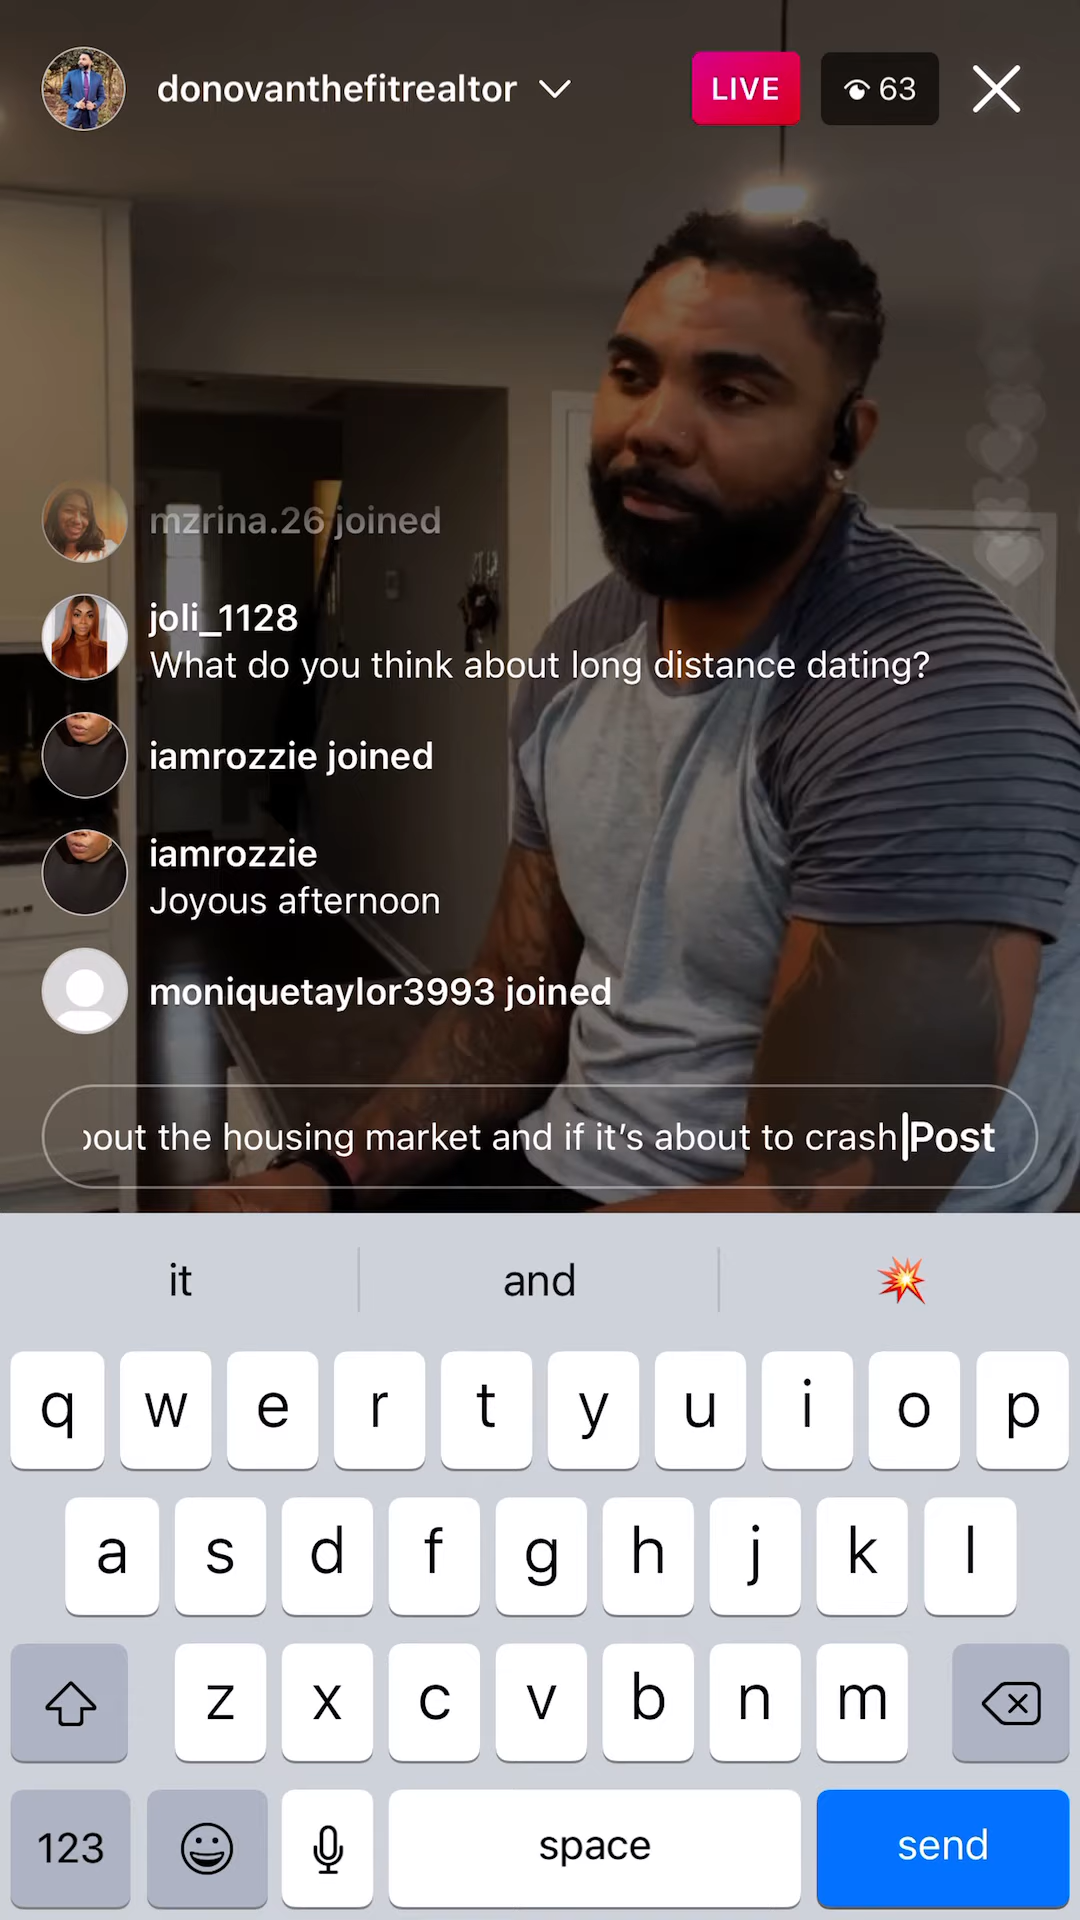 donovanthefitrealtor
LIVE
63
mzrina.26 joined
joli_1128
What do you think about long distance dating?
iamrozzie joined
iamrozzie
Joyous afternoon
moniquetaylor3993 joined
the housing market and if it's about to crash Post
it and
q w e r t y u i o p
a s d f g h j k l
z x c v b n m
123 space send